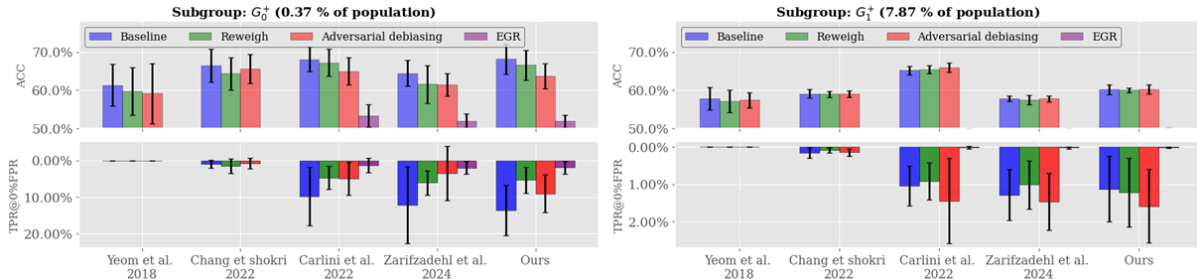 Subgroup: G₀⁺ (0.37 % of population)
Baseline Reweigh Adversarial debiasing EGR
ACC
70.0%
60.0%
50.0%
TPR@0%FPR
0.00%
10.00%
20.00%
Yeom et al.
2018
Chang et shokri
2022
Carlini et al.
2022
Zarifzadehl et al.
2024
Ours
Subgroup: G₁⁺ (7.87 % of population)
Baseline Reweigh Adversarial debiasing EGR
ACC
70.0%
60.0%
50.0%
TPR@0%FPR
0.00%
1.00%
2.00%
Yeom et al.
2018
Chang et shokri
2022
Carlini et al.
2022
Zarifzadehl et al.
2024
Ours